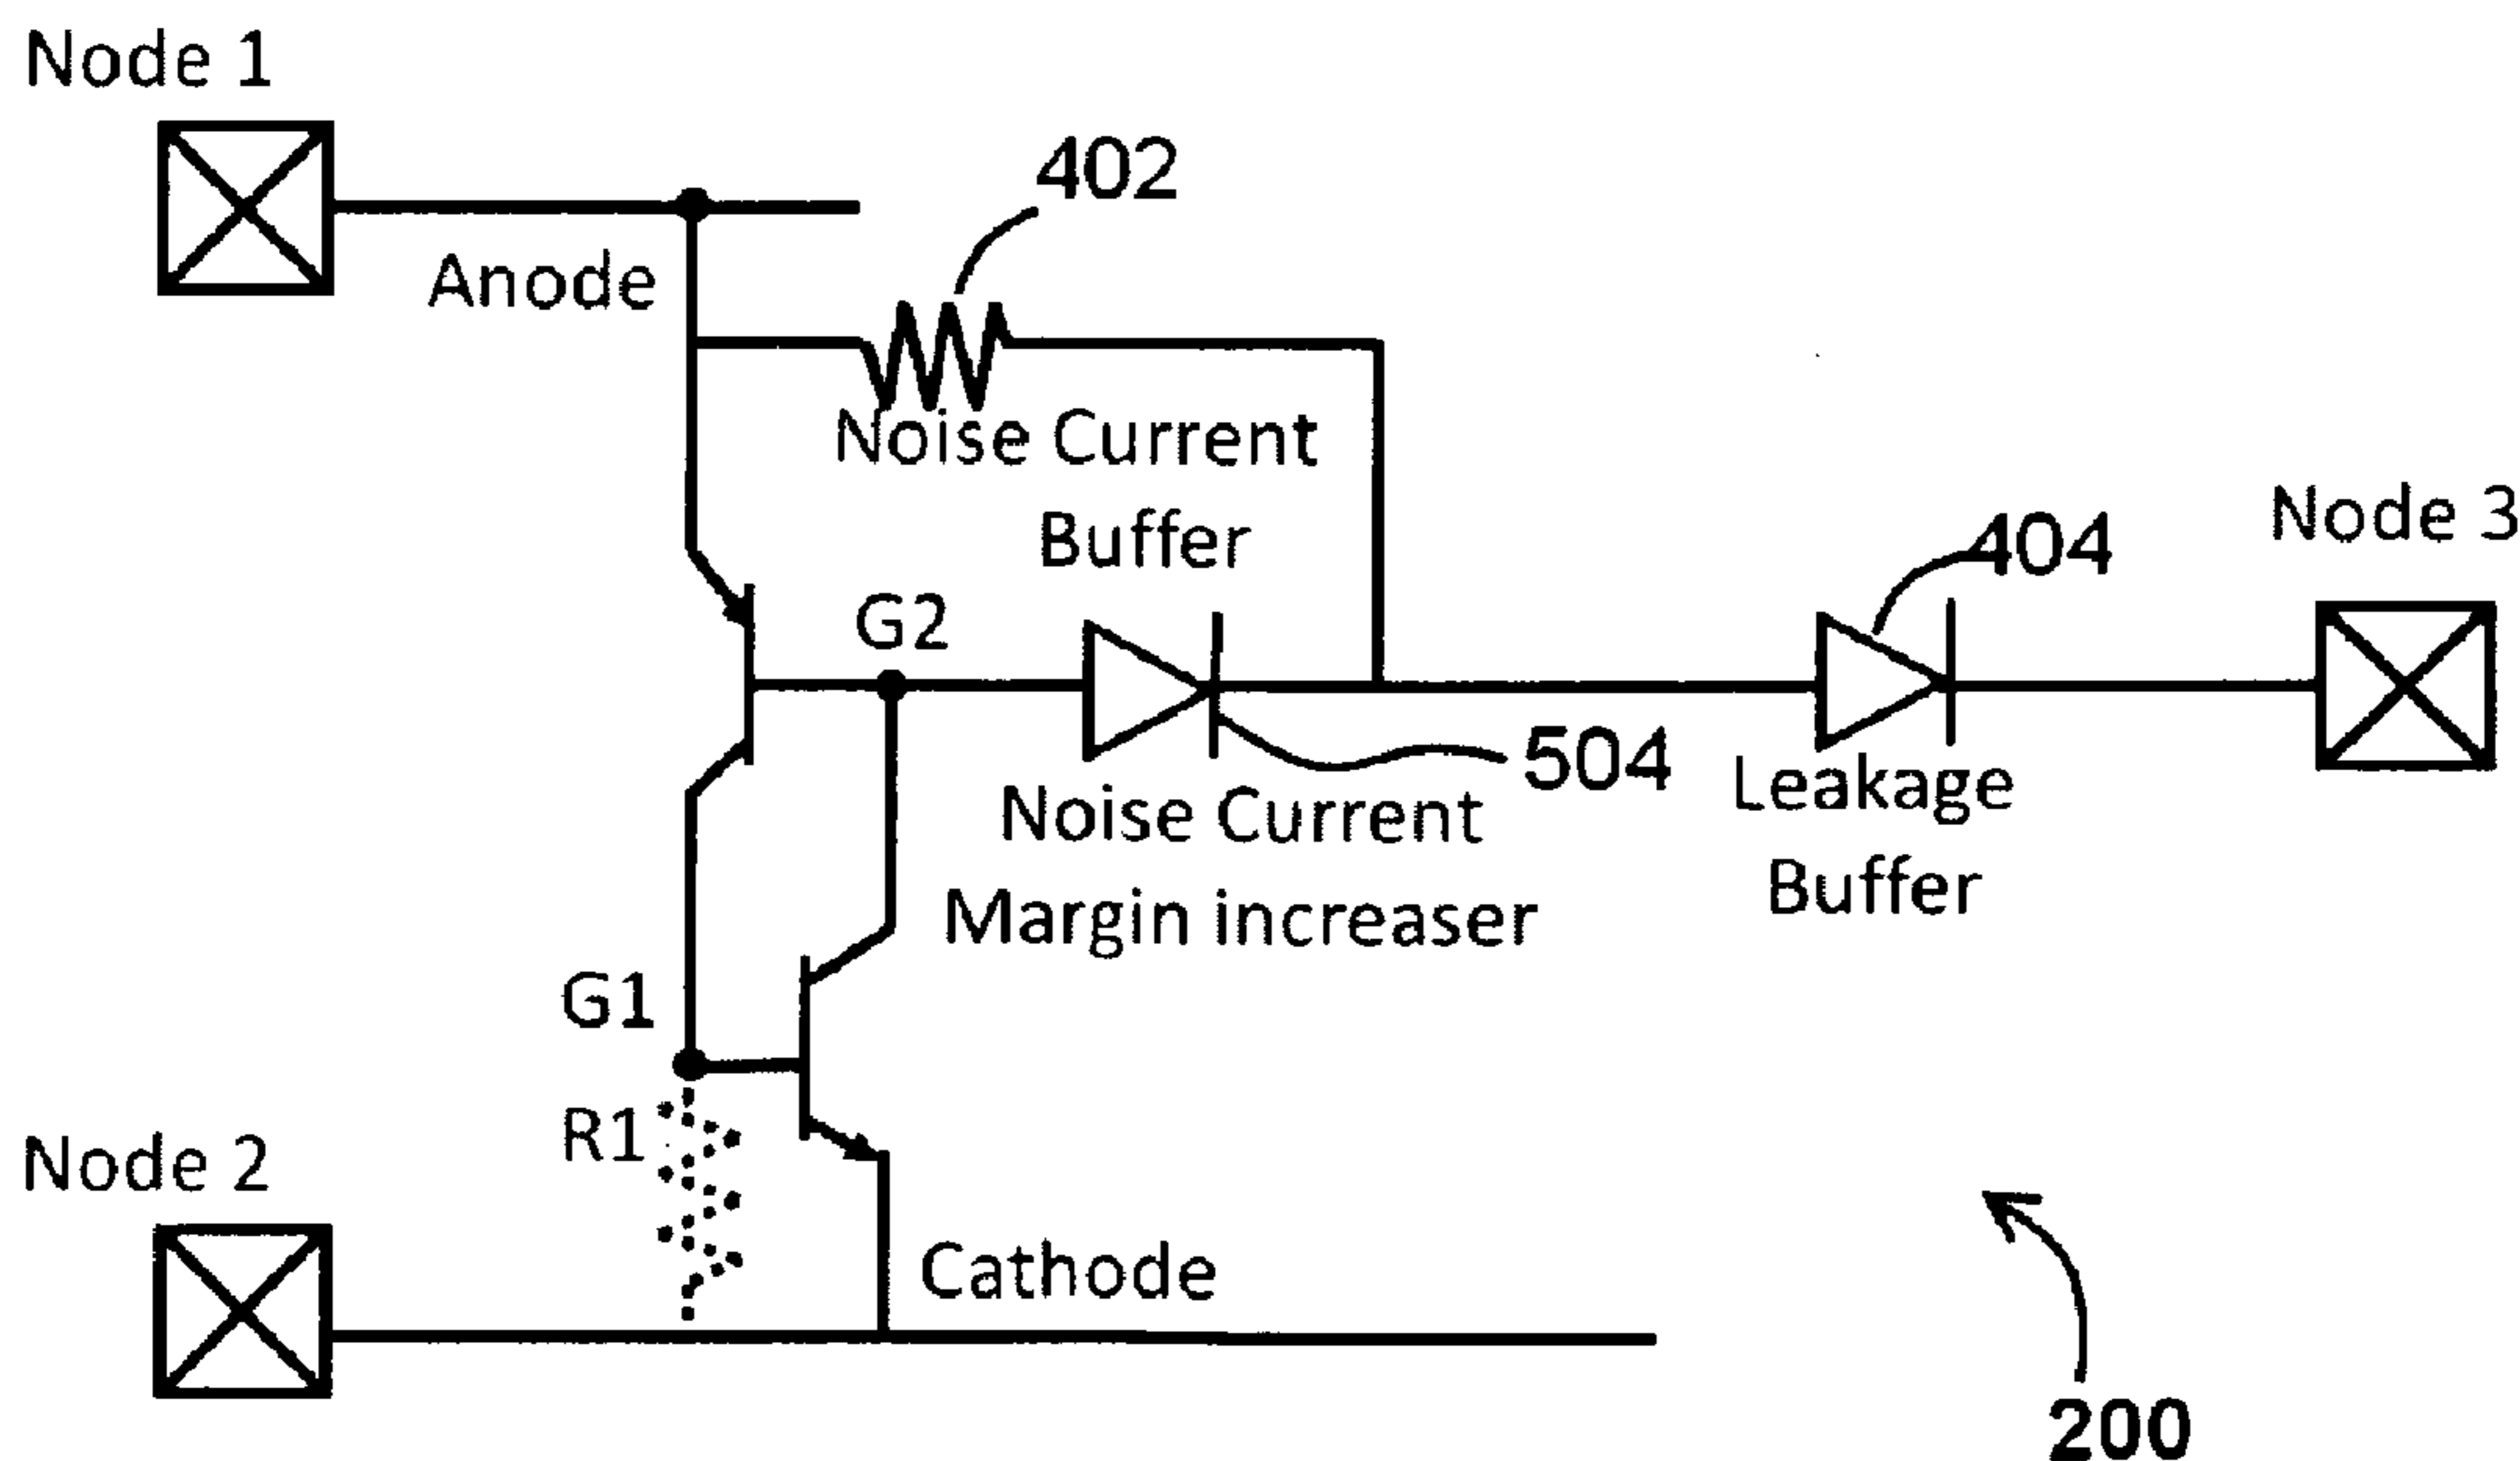 Node 1
402
Anode
Noise Current
Buffer
Node 3
404
G2
504
Noise Current
Margin increaser
Leakage
Buffer
G1
R1
Node 2
Cathode
200